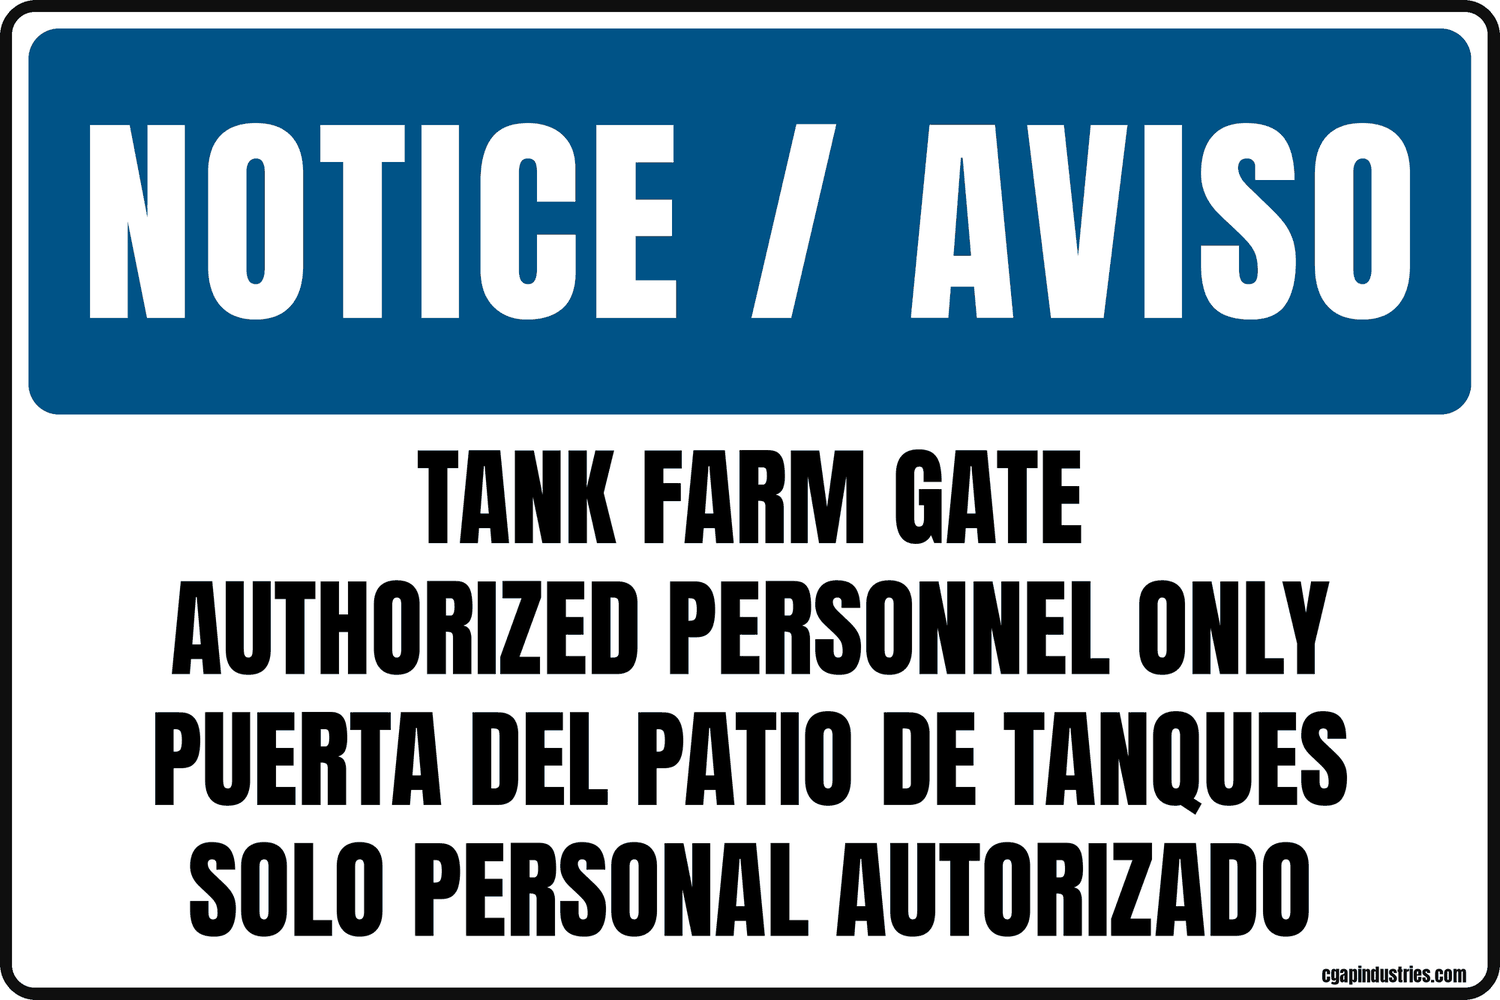 NOTICE / AVISO
TANK FARM GATE
AUTHORIZED PERSONNEL ONLY
PUERTA DEL PATIO DE TANQUES
SOLO PERSONAL AUTORIZADO
cgapindustries.com